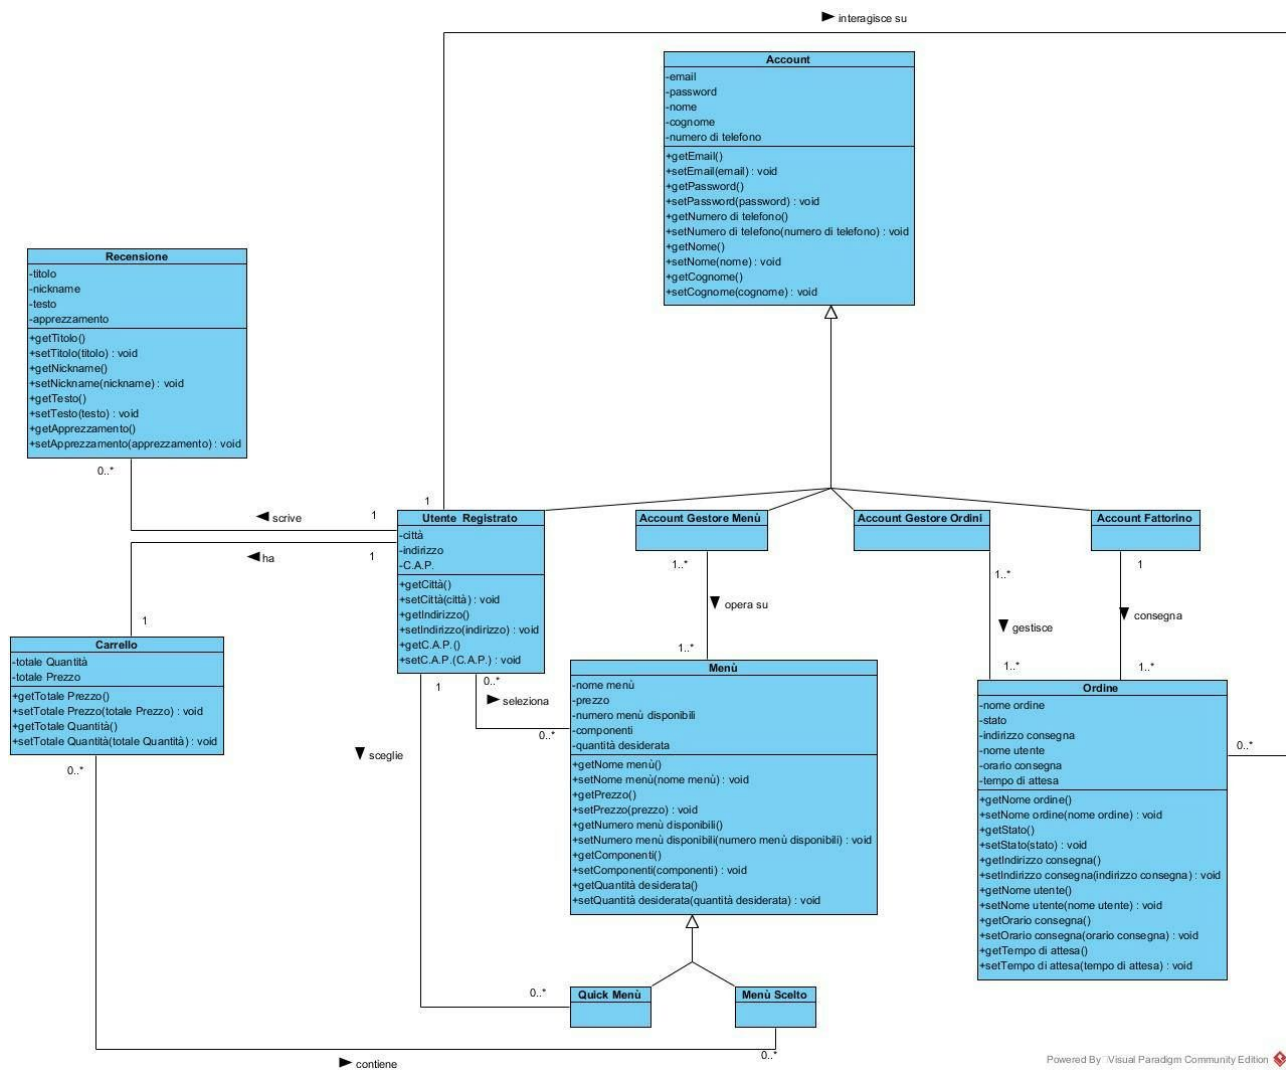 ► interagisce su
Account
-email
-password
-nome
-cognome
-numero di telefono
+getEmail()
+setEmail(email) : void
+getPassword()
+setPassword(password) : void
+getNumero di telefono()
+setNumero di telefono(numero di telefono) : void
+getNome()
+setNome(nome) : void
+getCognome()
+setCognome(cognome) : void
Recensione
-titolo
-nickname
-testo
-apprezzamento
+getTitolo()
+setTitolo(titolo) : void
+getNickname()
+setNickname(nickname) : void
+getTesto()
+setTesto(testo) : void
+getApprezzamento()
+setApprezzamento(apprezzamento) : void
0..*
◄ scrive
1
1
◄ ha
1
1
Utente Registrato
-città
-indirizzo
-C.A.P.
+getCittà()
+setCittà(città) : void
+getIndirizzo()
+setIndirizzo(indirizzo) : void
+getC.A.P.()
+setC.A.P.(C.A.P.) : void
Account Gestore Menù
Account Gestore Ordini
Account Fattorino
1..*
▼ opera su
1..*
1..*
▼ gestisce
1..*
1
▼ consegna
1..*
Carrello
-totale Quantità
-totale Prezzo
+getTotale Prezzo()
+setTotale Prezzo(totale Prezzo) : void
+getTotale Quantità()
+setTotale Quantità(totale Quantità) : void
0..*
1
▼ sceglie
0..*
► seleziona
0..*
Menù
-nome menù
-prezzo
-numero menù disponibili
-componenti
-quantità desiderata
+getNome menù()
+setNome menù(nome menù) : void
+getPrezzo()
+setPrezzo(prezzo) : void
+getNumero menù disponibili()
+setNumero menù disponibili(numero menù disponibili) : void
+getComponenti()
+setComponenti(componenti) : void
+getQuantità desiderata()
+setQuantità desiderata(quantità desiderata) : void
Ordine
-nome ordine
-stato
-indirizzo consegna
-nome utente
-orario consegna
-tempo di attesa
+getNome ordine()
+setNome ordine(nome ordine) : void
+getStato()
+setStato(stato) : void
+getIndirizzo consegna()
+setIndirizzo consegna(indirizzo consegna) : void
+getNome utente()
+setNome utente(nome utente) : void
+getOrario consegna()
+setOrario consegna(orario consegna) : void
+getTempo di attesa()
+setTempo di attesa(tempo di attesa) : void
0..*
0..*
Quick Menù
Menù Scelto
0..*
► contiene
Powered By Visual Paradigm Community Edition